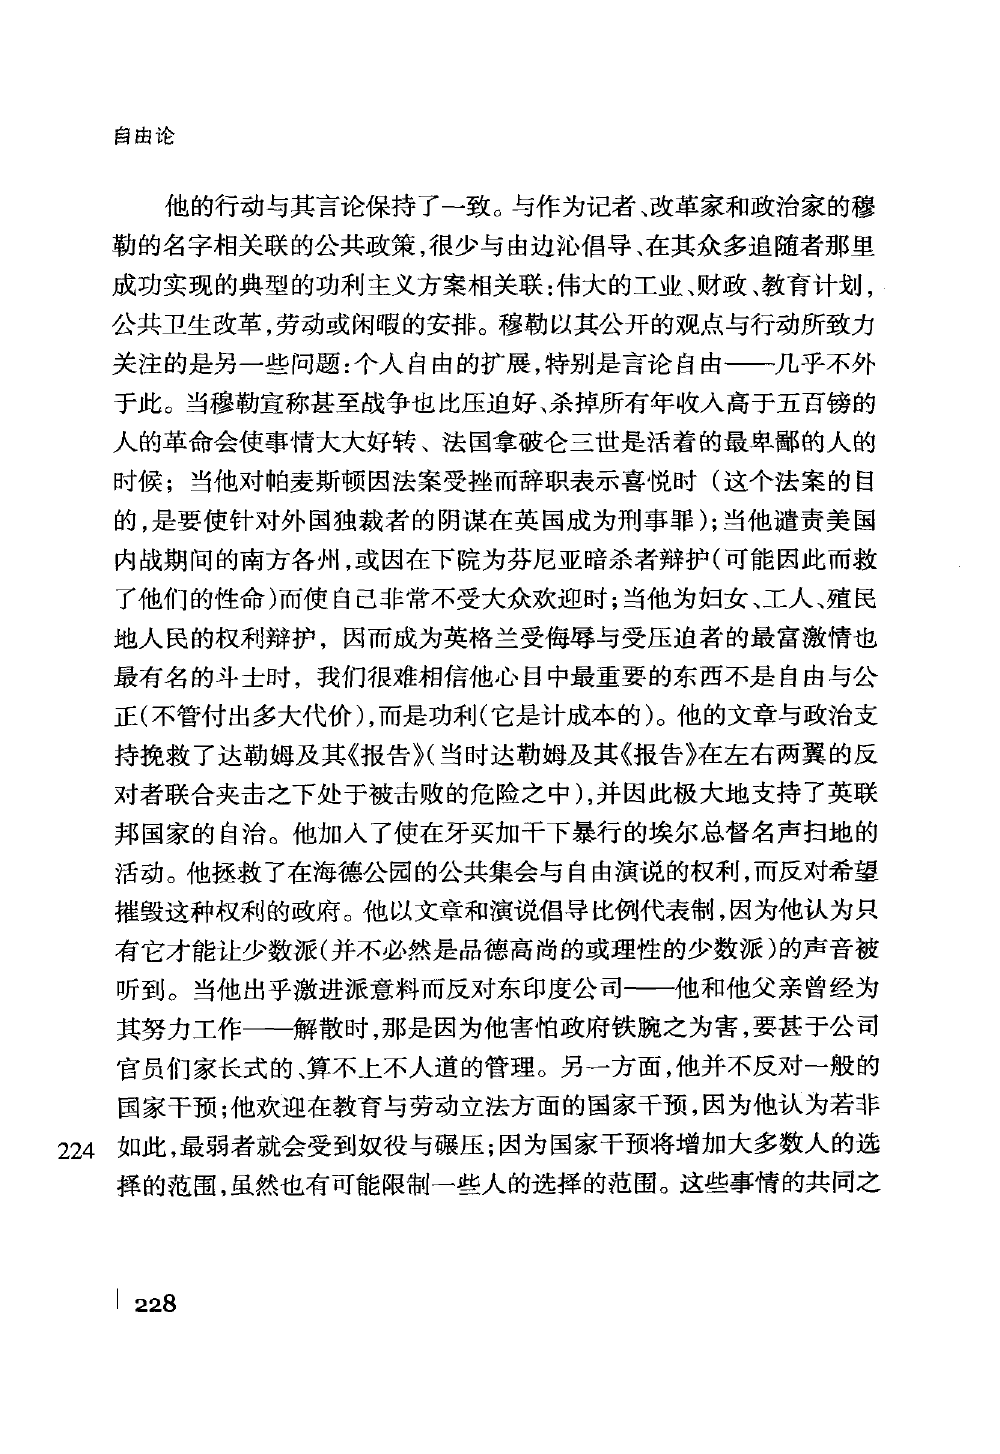 自由论
他的行动与其言论保持了一致。与作为记者、改革家和政治家的穆
勒的名字相关联的公共政策,很少与由边沁倡导、在其众多追随者那里
成功实现的典型的功利主义方案相关联:伟大的工业、财政、教育计划,
公共卫生改革,劳动或闲暇的安排。穆勒以其公开的观点与行动所致力
关注的是另一些问题:个人自由的扩展,特别是言论自由——几乎不外
于此。当穆勒宣称甚至战争也比压迫好、杀掉所有年收入高于五百镑的
人的革命会使事情大大好转、法国拿破仑三世是活着的最卑鄙的人的
时候;当他对帕麦斯顿因法案受挫而辞职表示喜悦时(这个法案的目
的,是要使针对外国独裁者的阴谋在英国成为刑事罪);当他谴责美国
内战期间的南方各州,或因在下院为芬尼亚暗杀者辩护(可能因此而救
了他们的性命)而使自己非常不受大众欢迎时;当他为妇女、工人、殖民
地人民的权利辩护,因而成为英格兰受侮辱与受压迫者的最富激情也
最有名的斗士时,我们很难相信他心目中最重要的东西不是自由与公
正(不管付出多大代价),而是功利(它是计成本的)。他的文章与政治支
持挽救了达勒姆及其《报告》(当时达勒姆及其《报告》在左右两翼的反
对者联合夹击之下处于被击败的危险之中),并因此极大地支持了英联
邦国家的自治。他加入了使在牙买加干下暴行的埃尔总督名声扫地的
活动。他拯救了在海德公园的公共集会与自由演说的权利,而反对希望
摧毁这种权利的政府。他以文章和演说倡导比例代表制,因为他认为只
有它才能让少数派(并不必然是品德高尚的或理性的少数派)的声音被
听到。当他出乎激进派意料而反对东印度公司——他和他父亲曾经为
其努力工作——解散时,那是因为他害怕政府铁腕之为害,要甚于公司
官员们家长式的、算不上不人道的管理。另一方面,他并不反对一般的
国家干预;他欢迎在教育与劳动立法方面的国家干预,因为他认为若非
224 如此,最弱者就会受到奴役与碾压;因为国家干预将增加大多数人的选
择的范围,虽然也有可能限制一些人的选择的范围。这些事情的共同之
228